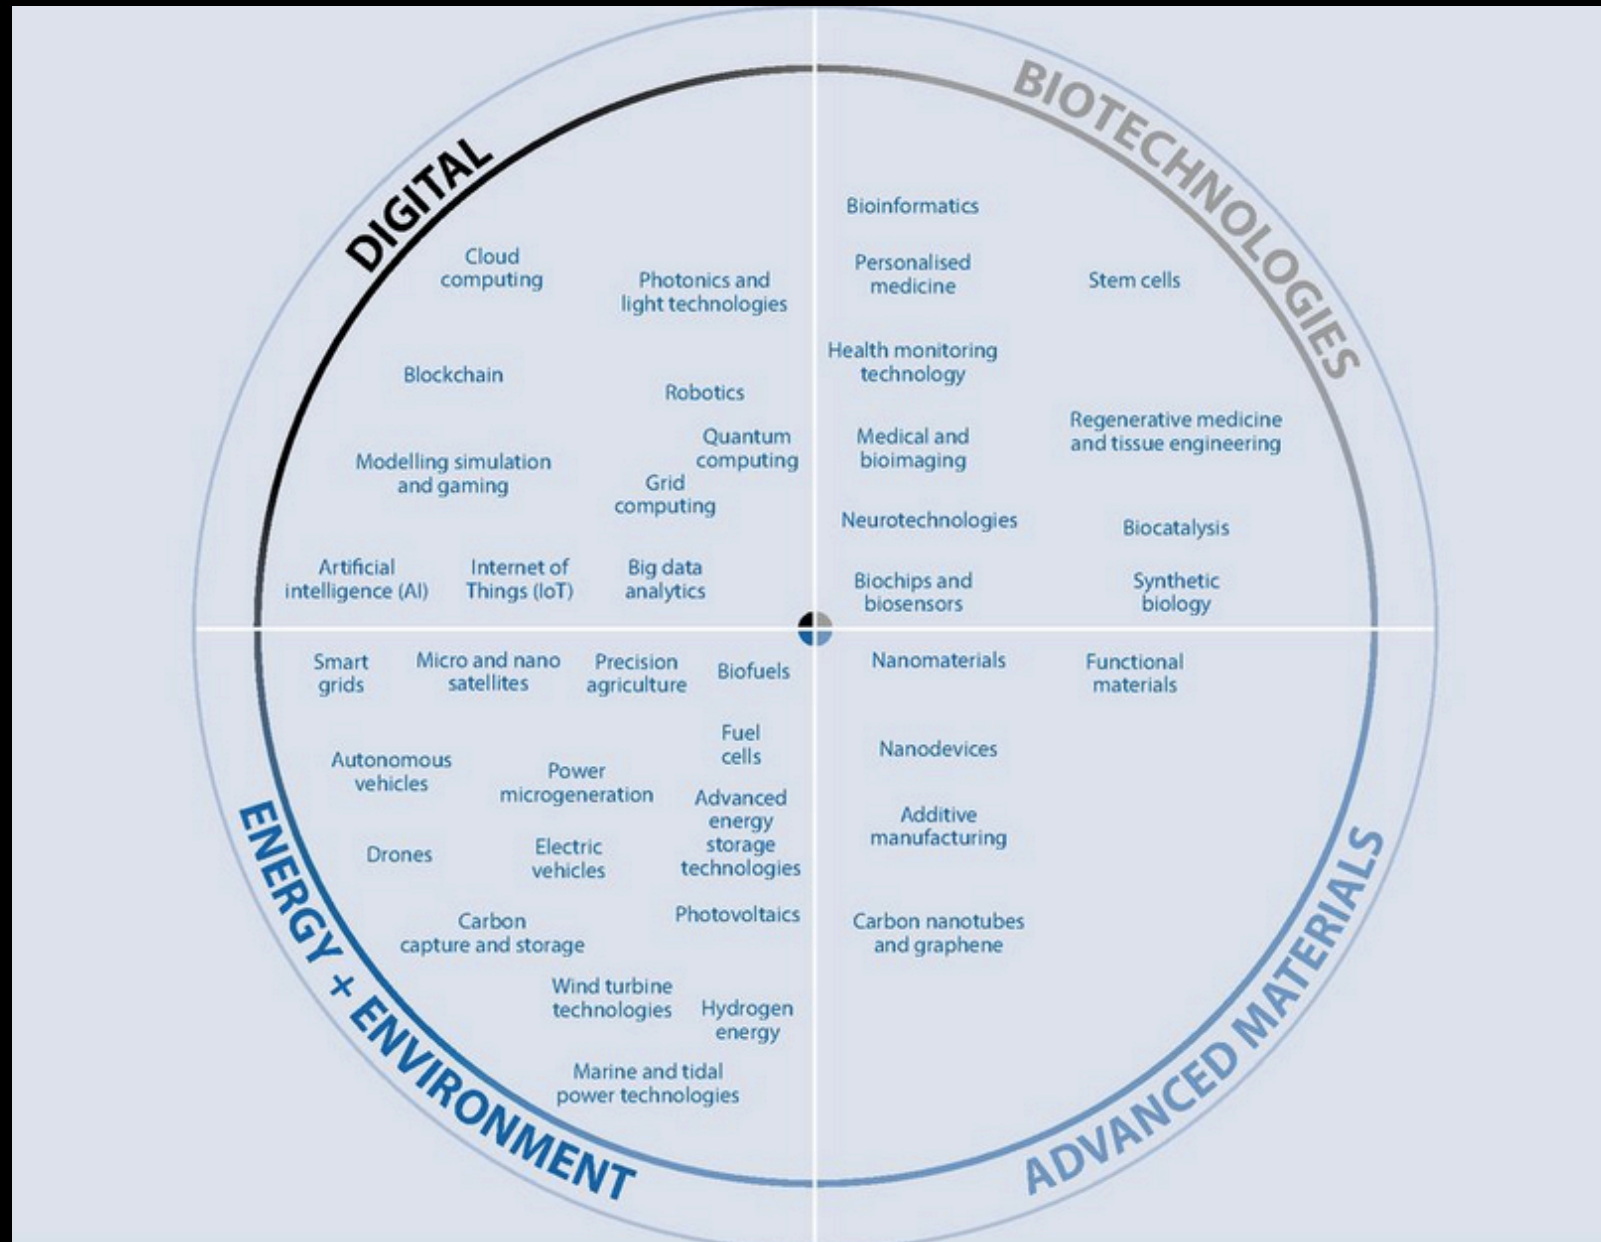 DIGITAL
Cloud
computing
Photonics and
light technologies
Blockchain
Robotics
Quantum
computing
Modelling simulation
and gaming
Grid
computing
Artificial
intelligence (AI)
Internet of
Things (IoT)
Big data
analytics
BIOTECHNOLOGIES
Bioinformatics
Personalised
medicine
Stem cells
Health monitoring
technology
Regenerative medicine
and tissue engineering
Medical and
bioimaging
Neurotechnologies
Biocatalysis
Biochips and
biosensors
Synthetic
biology
ENERGY + ENVIRONMENT
Smart
grids
Micro and nano
satellites
Precision
agriculture
Biofuels
Fuel
cells
Autonomous
vehicles
Power
microgeneration
Advanced
energy
storage
technologies
Drones
Electric
vehicles
Carbon
capture and storage
Photovoltaics
Wind turbine
technologies
Hydrogen
energy
Marine and tidal
power technologies
ADVANCED MATERIALS
Nanomaterials
Functional
materials
Nanodevices
Additive
manufacturing
Carbon nanotubes
and graphene